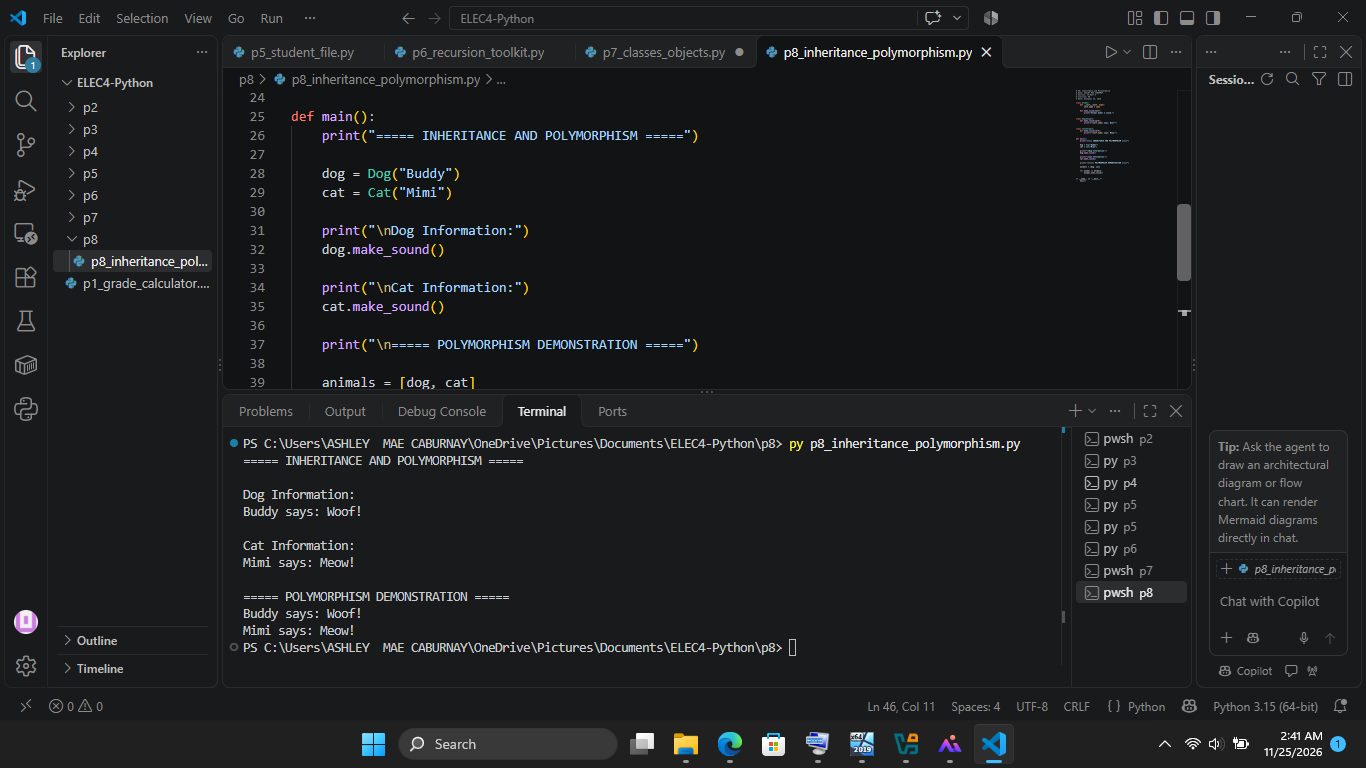 File Edit Selection View Go Run ··· ELEC4-Python
Explorer ···
ELEC4-Python
p2
p3
p4
p5
p6
p7
p8
p8_inheritance_pol...
p1_grade_calculator....
Outline
Timeline
p5_student_file.py p6_recursion_toolkit.py p7_classes_objects.py p8_inheritance_polymorphism.py
p8 > p8_inheritance_polymorphism.py > ...
24
25 def main():
26 print("===== INHERITANCE AND POLYMORPHISM =====")
27
28 dog = Dog("Buddy")
29 cat = Cat("Mimi")
30
31 print("\nDog Information:")
32 dog.make_sound()
33
34 print("\nCat Information:")
35 cat.make_sound()
36
37 print("\n===== POLYMORPHISM DEMONSTRATION =====")
38
39 animals = [dog, cat]
Problems Output Debug Console Terminal Ports
PS C:\Users\ASHLEY  MAE CABURNAY\OneDrive\Pictures\Documents\ELEC4-Python\p8> py p8_inheritance_polymorphism.py
===== INHERITANCE AND POLYMORPHISM =====
Dog Information:
Buddy says: Woof!
Cat Information:
Mimi says: Meow!
===== POLYMORPHISM DEMONSTRATION =====
Buddy says: Woof!
Mimi says: Meow!
PS C:\Users\ASHLEY  MAE CABURNAY\OneDrive\Pictures\Documents\ELEC4-Python\p8>
pwsh p2
py p3
py p4
py p5
py p5
py p6
pwsh p7
pwsh p8
Sessio...
Tip: Ask the agent to
draw an architectural
diagram or flow
chart. It can render
Mermaid diagrams
directly in chat.
p8_inheritance_p
Chat with Copilot
Copilot
0 0 Ln 46, Col 11 Spaces: 4 UTF-8 CRLF { } Python Python 3.15 (64-bit)
Search
x64
2019
2:41 AM
11/25/2026
1
1